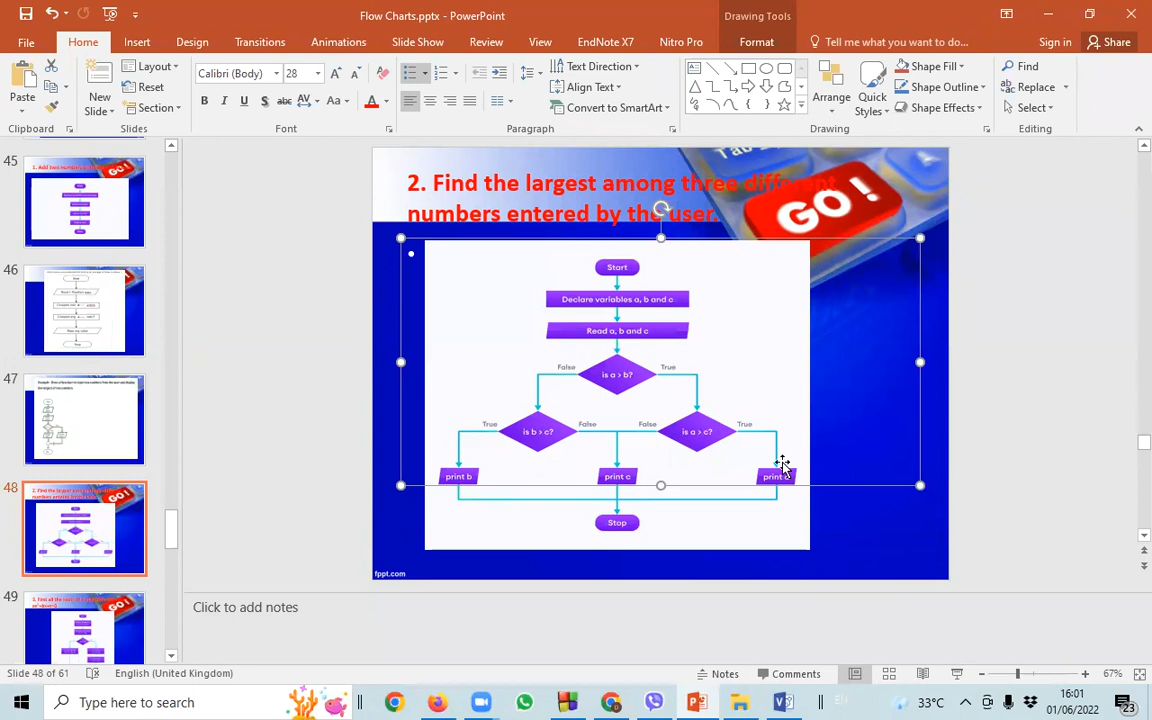 Flow Charts.pptx - PowerPoint
Drawing Tools
File
Home
Insert
Design
Transitions
Animations
Slide Show
Review
View
EndNote X7
Nitro Pro
Format
Tell me what you want to do...
Sign in
Share
Paste
New
Slide
Layout
Reset
Section
Calibri (Body)
28
B I U S abc AV Aa A
Text Direction
Align Text
Convert to SmartArt
Arrange
Quick
Styles
Shape Fill
Shape Outline
Shape Effects
Find
Replace
Select
Clipboard
Slides
Font
Paragraph
Drawing
Editing
45
46
47
48
49
GO!
2. Find the largest among three different
numbers entered by the user.
GO!
Start
Declare variables a, b and c
Read a, b and c
False
is a > b?
True
True
is b > c?
False
False
is a > c?
True
print b
print c
print
Stop
fppt.com
Click to add notes
Slide 48 of 61
English (United Kingdom)
Notes
Comments
67%
Type here to search
EN
33°C
16:01
01/06/2022
23